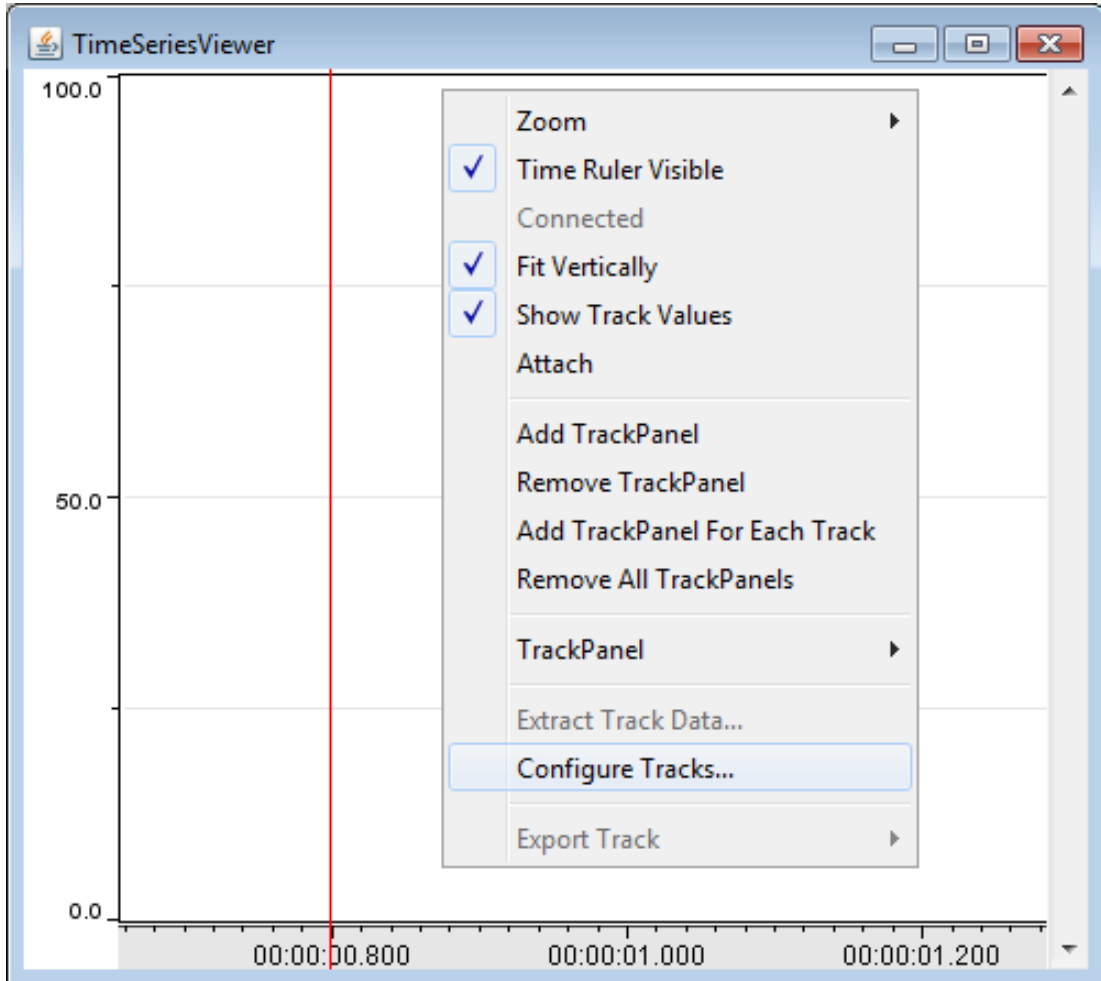 TimeSeriesViewer
100.0
Zoom
Time Ruler Visible
Connected
Fit Vertically
Show Track Values
Attach
Add TrackPanel
Remove TrackPanel
50.0
Add TrackPanel For Each Track
Remove All TrackPanels
TrackPanel
Extract Track Data...
Configure Tracks...
Export Track
0.0
00:00:00.800 00:00:01.000 00:00:01.200